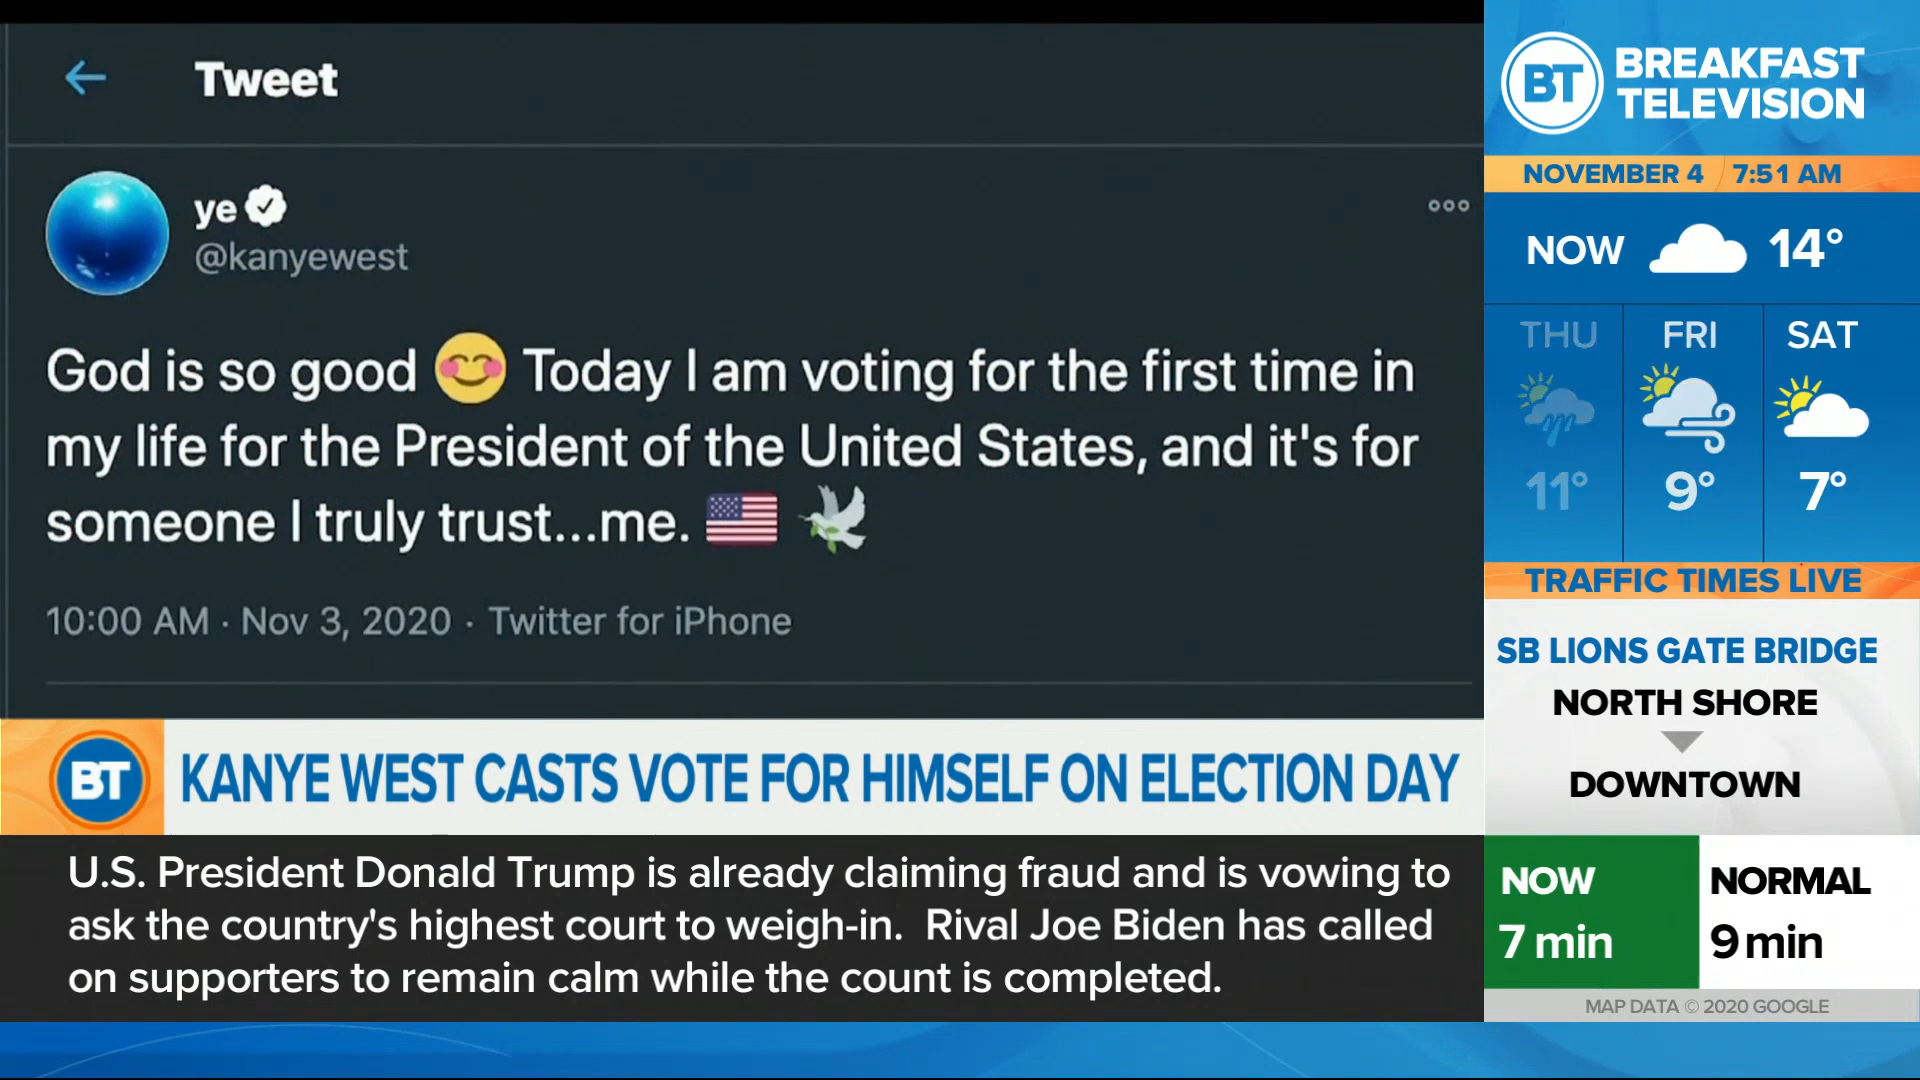 Tweet
ye
@kanyewest
God is so good 😊 Today I am voting for the first time in
my life for the President of the United States, and it's for
someone I truly trust...me. 🇺🇸 🕊
10:00 AM · Nov 3, 2020 · Twitter for iPhone
BT
KANYE WEST CASTS VOTE FOR HIMSELF ON ELECTION DAY
U.S. President Donald Trump is already claiming fraud and is vowing to
ask the country's highest court to weigh-in.  Rival Joe Biden has called
on supporters to remain calm while the count is completed.
BT
BREAKFAST
TELEVISION
NOVEMBER 4 7:51 AM
NOW 14°
THU FRI SAT
11° 9° 7°
TRAFFIC TIMES LIVE
SB LIONS GATE BRIDGE
NORTH SHORE
DOWNTOWN
NOW NORMAL
7 min 9 min
MAP DATA © 2020 GOOGLE